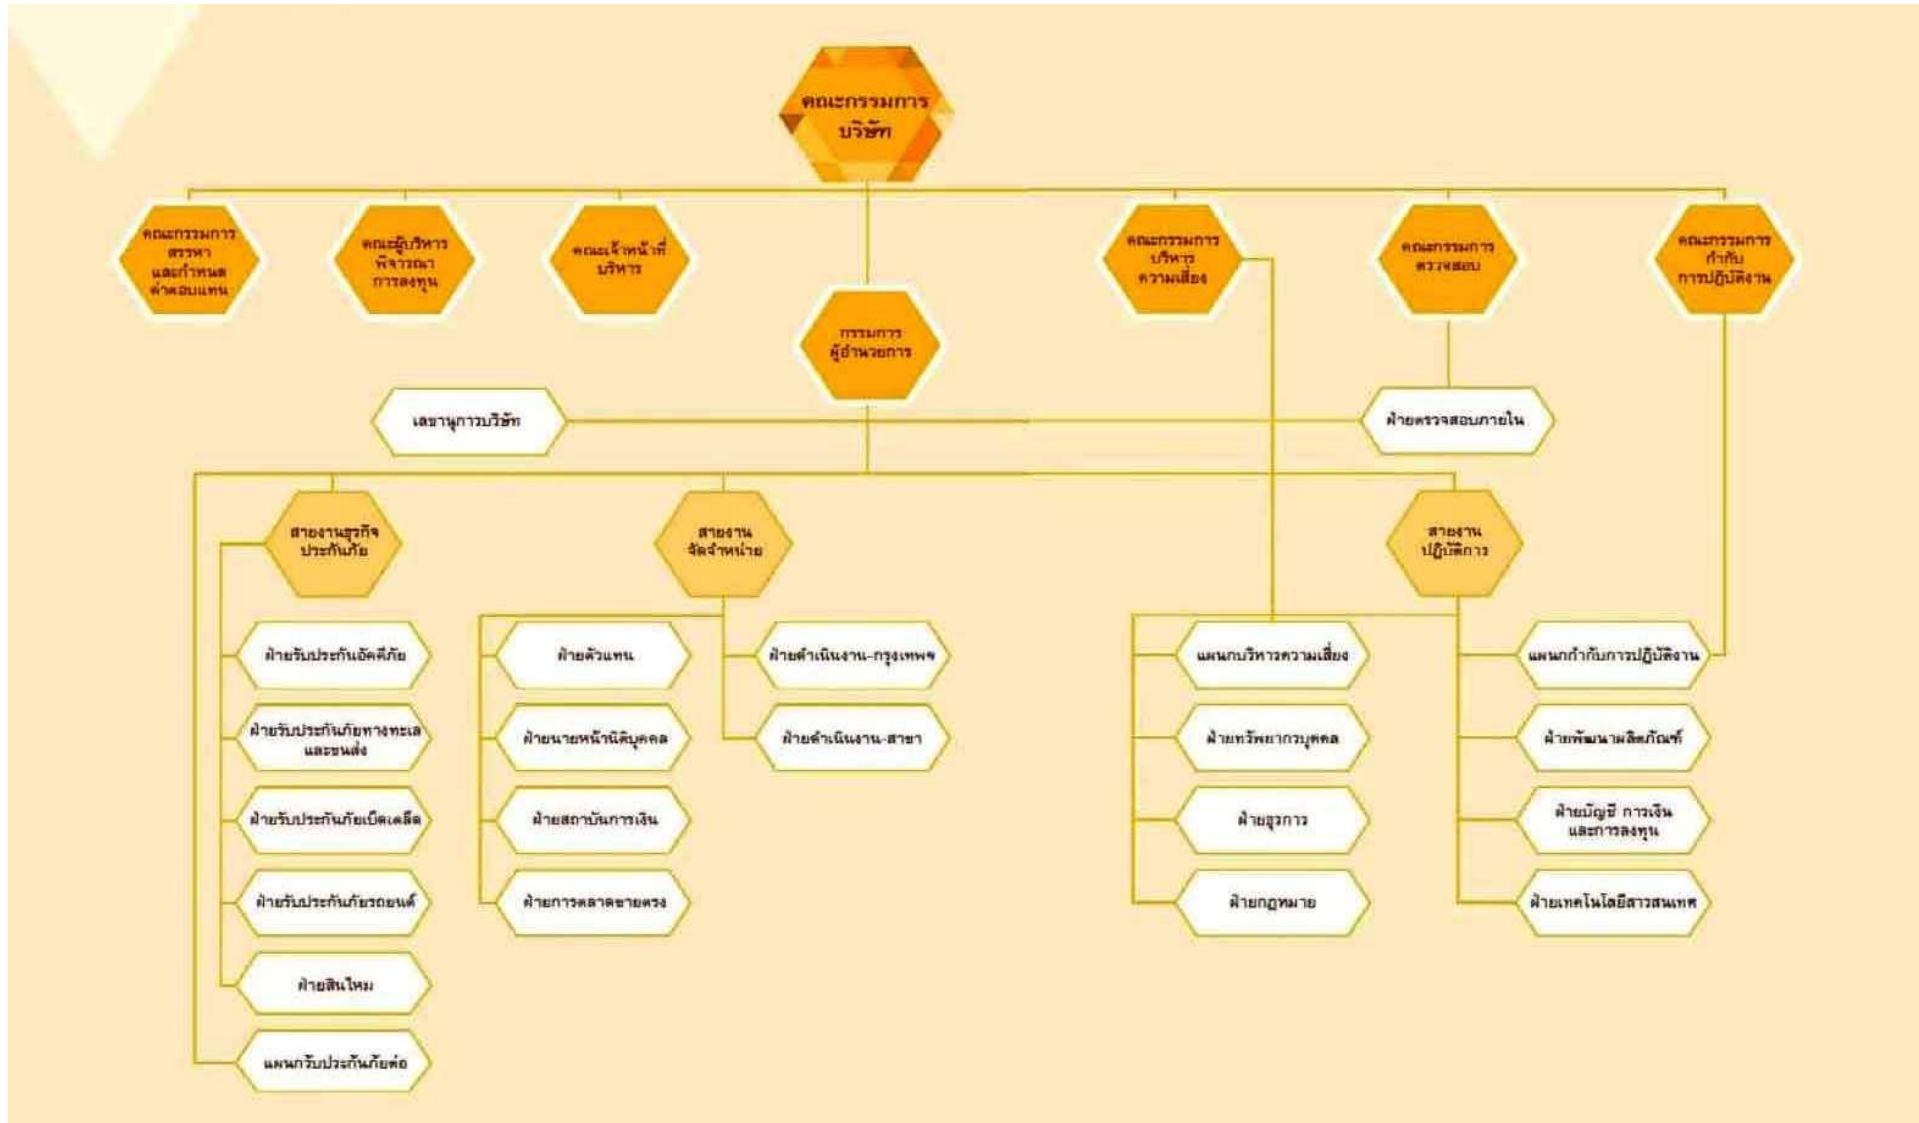 คณะกรรมการ
บริษัท
คณะกรรมการ
สรรหา
และกำหนด
ค่าตอบแทน
คณะผู้บริหาร
พิจารณา
การลงทุน
คณะเจ้าหน้าที่
บริหาร
คณะกรรมการ
บริหาร
ความเสี่ยง
คณะกรรมการ
ตรวจสอบ
คณะกรรมการ
กำกับ
การปฏิบัติงาน
กรรมการ
ผู้อำนวยการ
เลขานุการบริษัท
ฝ่ายตรวจสอบภายใน
สายงานธุรกิจ
ประกันภัย
สายงาน
จัดจำหน่าย
สายงาน
ปฏิบัติการ
ฝ่ายรับประกันอัคคีภัย
ฝ่ายรับประกันภัยทางทะเล
และขนส่ง
ฝ่ายรับประกันภัยเบ็ดเตล็ด
ฝ่ายรับประกันภัยรถยนต์
ฝ่ายสินไหม
แผนกรับประกันภัยต่อ
ฝ่ายตัวแทน
ฝ่ายนายหน้านิติบุคคล
ฝ่ายสถาบันการเงิน
ฝ่ายการตลาดขายตรง
ฝ่ายดำเนินงาน-กรุงเทพฯ
ฝ่ายดำเนินงาน-สาขา
แผนกบริหารความเสี่ยง
ฝ่ายทรัพยากรบุคคล
ฝ่ายธุรการ
ฝ่ายกฎหมาย
แผนกกำกับการปฏิบัติงาน
ฝ่ายพัฒนาผลิตภัณฑ์
ฝ่ายบัญชี การเงิน
และการลงทุน
ฝ่ายเทคโนโลยีสารสนเทศ